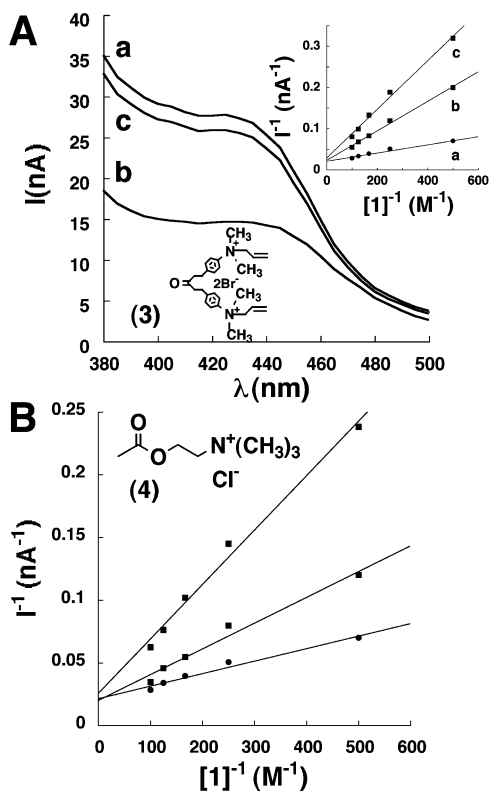 A
40
35
30
25
20
15
10
5
0
I(nA)
a
c
b
380 400 420 440 460 480 500
λ(nm)
0.3
0.2
0.1
0
I⁻¹ (nA⁻¹)
c
b
a
0 200 400 600
[1]⁻¹ (M⁻¹)
CH₃
N⁺
CH₃
O
2Br⁻
CH₃
N⁺
CH₃
(3)
B
0.25
0.2
0.15
0.1
0.05
0
I⁻¹ (nA⁻¹)
O
O
N⁺(CH₃)₃
Cl⁻
(4)
0 100 200 300 400 500 600
[1]⁻¹ (M⁻¹)